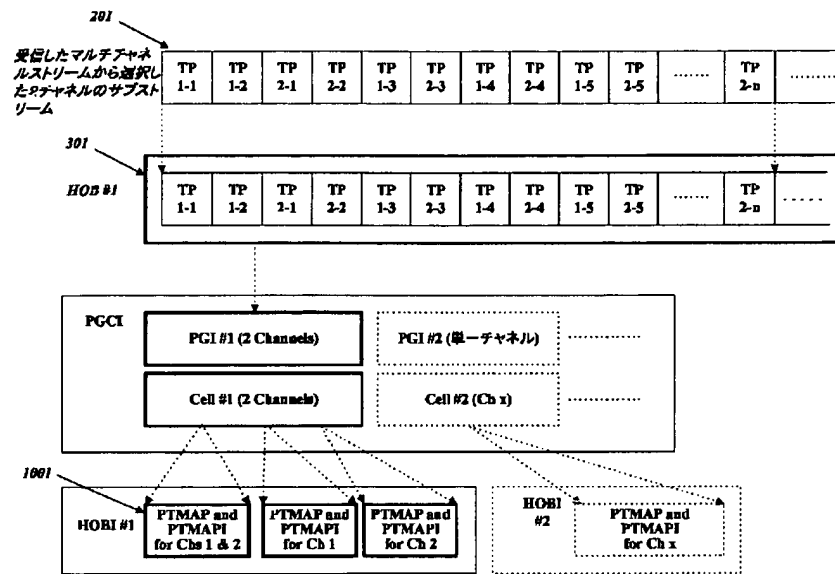 201
受信したマルチチャネ
ルストリームから選択し
た2チャネルのサブスト
リーム
TP 1-1
TP 1-2
TP 2-1
TP 2-2
TP 1-3
TP 2-3
TP 1-4
TP 2-4
TP 1-5
TP 2-5
TP 2-n
301
HOB #1
TP 1-1
TP 1-2
TP 2-1
TP 2-2
TP 1-3
TP 2-3
TP 1-4
TP 2-4
TP 1-5
TP 2-5
TP 2-n
PGCI
PGI #1 (2 Channels)
PGI #2 (単一チャネル)
Cell #1 (2 Channels)
Cell #2 (Ch x)
1001
HOBI #1
PTMAP and
PTMAPI
for Chs 1 & 2
PTMAP and
PTMAPI
for Ch 1
PTMAP and
PTMAPI
for Ch 2
HOBI
#2
PTMAP and
PTMAPI
for Ch x